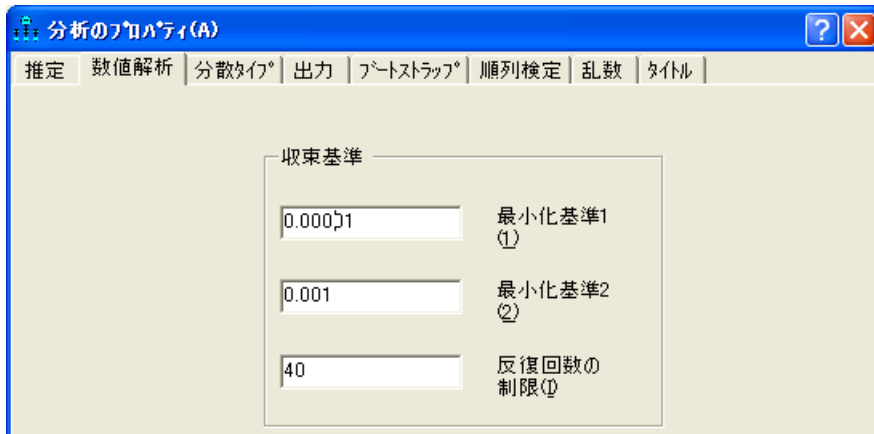 分析のﾌﾟﾛﾊﾟﾃｨ(A)
推定 数値解析 分散ﾀｲﾌﾟ 出力 ﾌﾞｰﾄｽﾄﾗｯﾌﾟ 順列検定 乱数 ﾀｲﾄﾙ
収束基準
0.00001 最小化基準1
(1)
0.001 最小化基準2
(2)
40 反復回数の
制限(I)